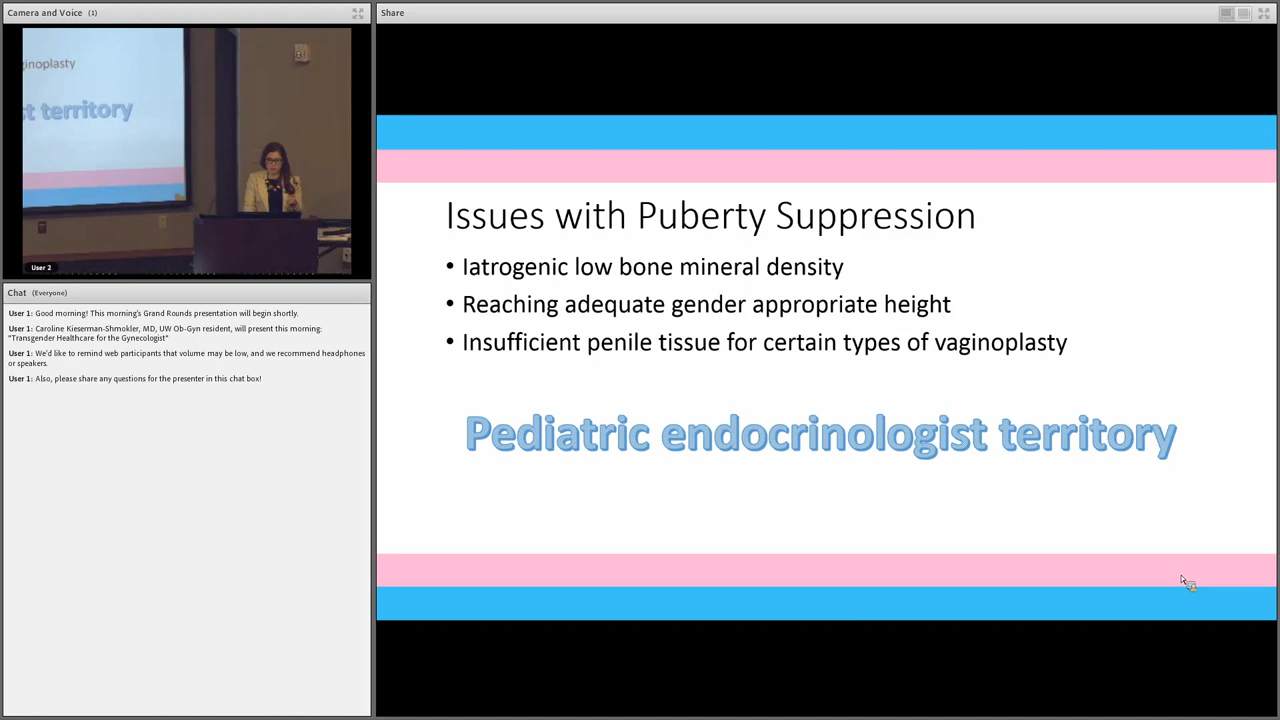 Camera and Voice (1)
ginoplasty
st territory
User 2
Chat (Everyone)
User 1: Good morning! This morning's Grand Rounds presentation will begin shortly.
User 1: Caroline Kieserman-Shmokler, MD, UW Ob-Gyn resident, will present this morning:
"Transgender Healthcare for the Gynecologist"
User 1: We'd like to remind web participants that volume may be low, and we recommend headphones
or speakers.
User 1: Also, please share any questions for the presenter in this chat box!
Share
Issues with Puberty Suppression
• Iatrogenic low bone mineral density
• Reaching adequate gender appropriate height
• Insufficient penile tissue for certain types of vaginoplasty
Pediatric endocrinologist territory